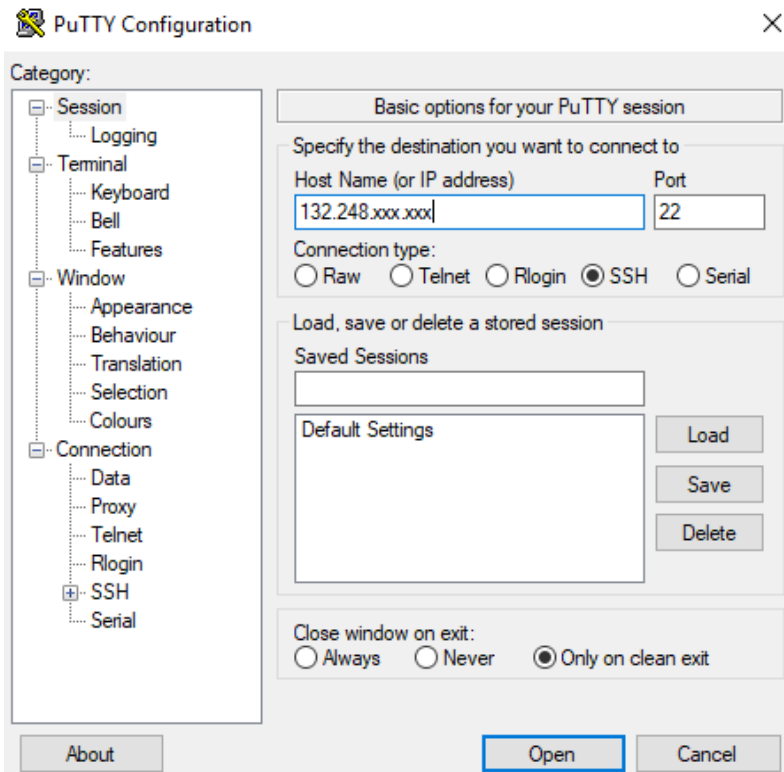 PuTTY Configuration
Category:
Session
Logging
Terminal
Keyboard
Bell
Features
Window
Appearance
Behaviour
Translation
Selection
Colours
Connection
Data
Proxy
Telnet
Rlogin
SSH
Serial
Basic options for your PuTTY session
Specify the destination you want to connect to
Host Name (or IP address) Port
132.248.xxx.xxx 22
Connection type:
Raw Telnet Rlogin SSH Serial
Load, save or delete a stored session
Saved Sessions
Default Settings
Load
Save
Delete
Close window on exit:
Always Never Only on clean exit
About Open Cancel